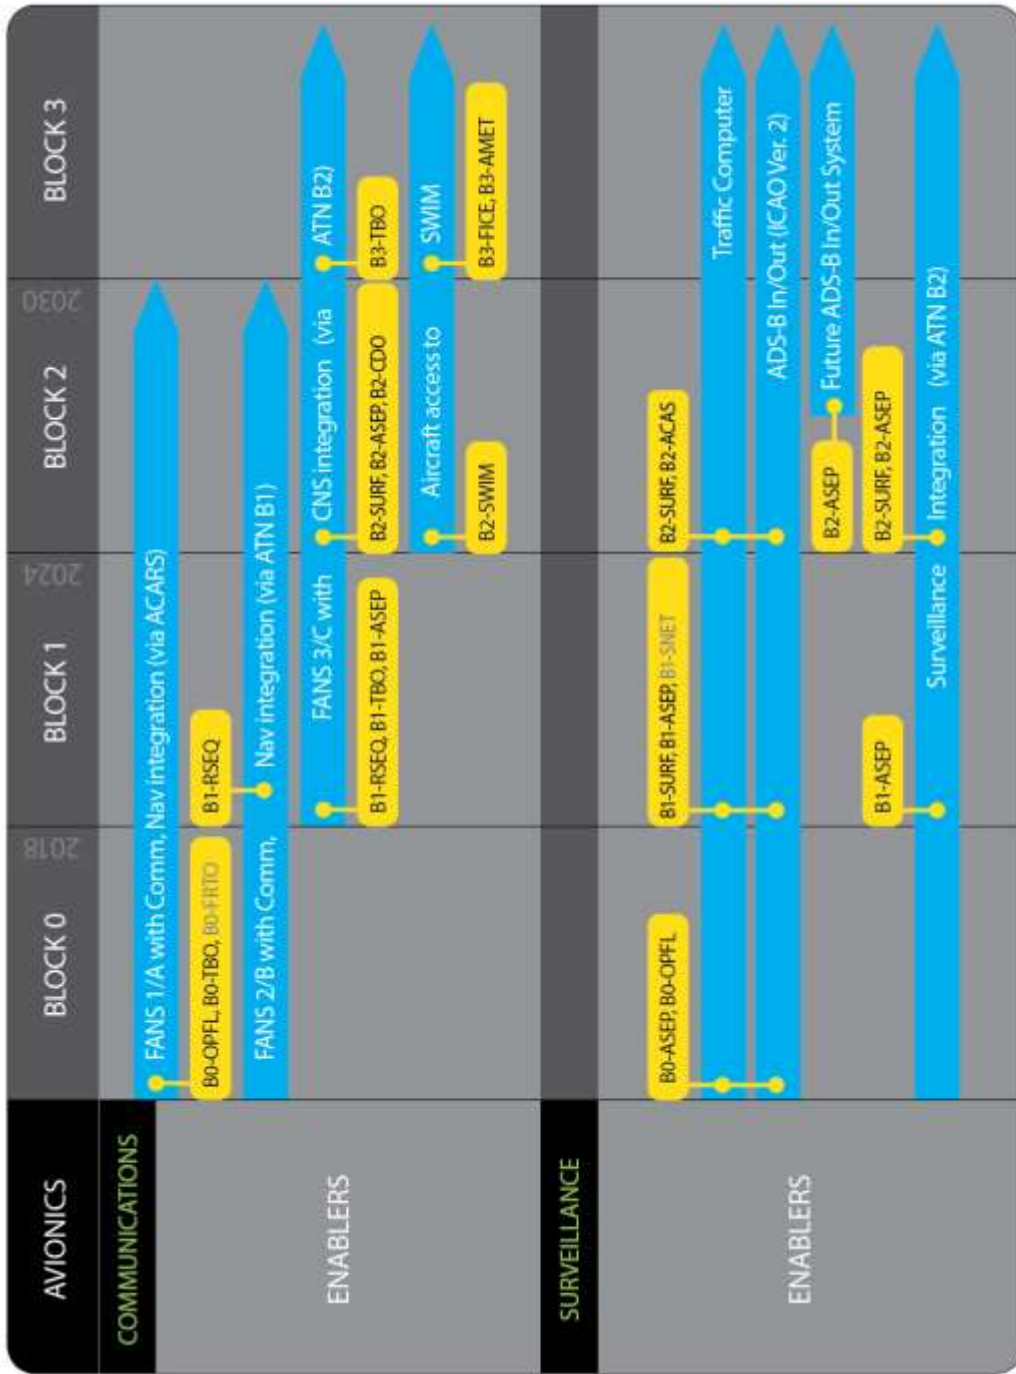 AVIONICS
BLOCK 0
2018
BLOCK 1
2024
BLOCK 2
2030
BLOCK 3
COMMUNICATIONS
ENABLERS
FANS 1/A with Comm, Nav integration (via ACARS)
B0-OPFL, B0-TBO, B0-FRTO
B1-RSEQ
FANS 2/B with Comm, Nav integration (via ATN B1)
FANS 3/C with CNS integration (via ATN B2)
B1-RSEQ, B1-TBO, B1-ASEP
B2-SURF, B2-ASEP, B2-CDO
B3-TBO
Aircraft access to SWIM
B2-SWIM
B3-FICE, B3-AMET
SURVEILLANCE
ENABLERS
B0-ASEP, B0-OPFL
B1-SURF, B1-ASEP, B1-SNET
B2-SURF, B2-ACAS
Traffic Computer
ADS-B In/Out (ICAO Ver. 2)
B2-ASEP
Future ADS-B In/Out System
B1-ASEP
B2-SURF, B2-ASEP
Surveillance Integration (via ATN B2)